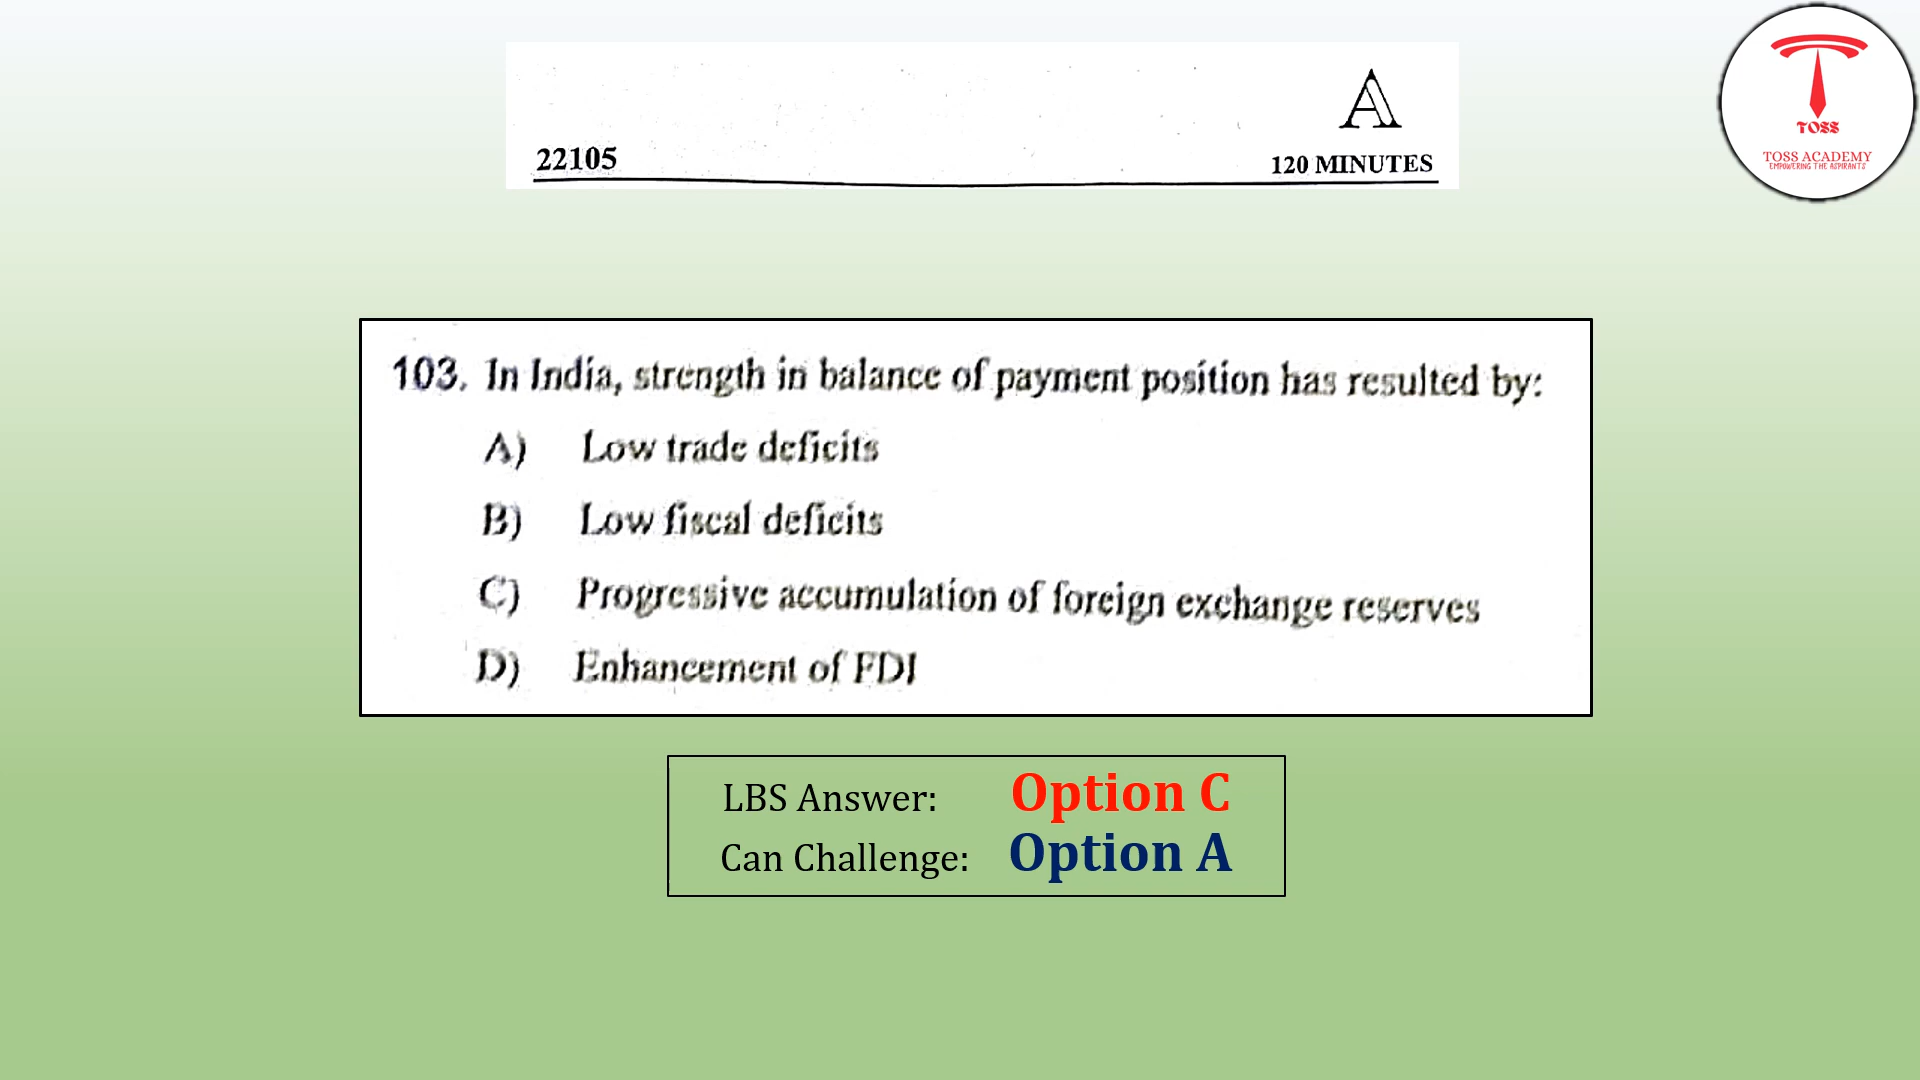 A
22105
120 MINUTES
TOSS
TOSS ACADEMY
EMPOWERING THE ASPIRANTS
103. In India, strength in balance of payment position has resulted by:
A) Low trade deficits
B) Low fiscal deficits
C) Progressive accumulation of foreign exchange reserves
D) Enhancement of FDI
LBS Answer: Option C
Can Challenge: Option A